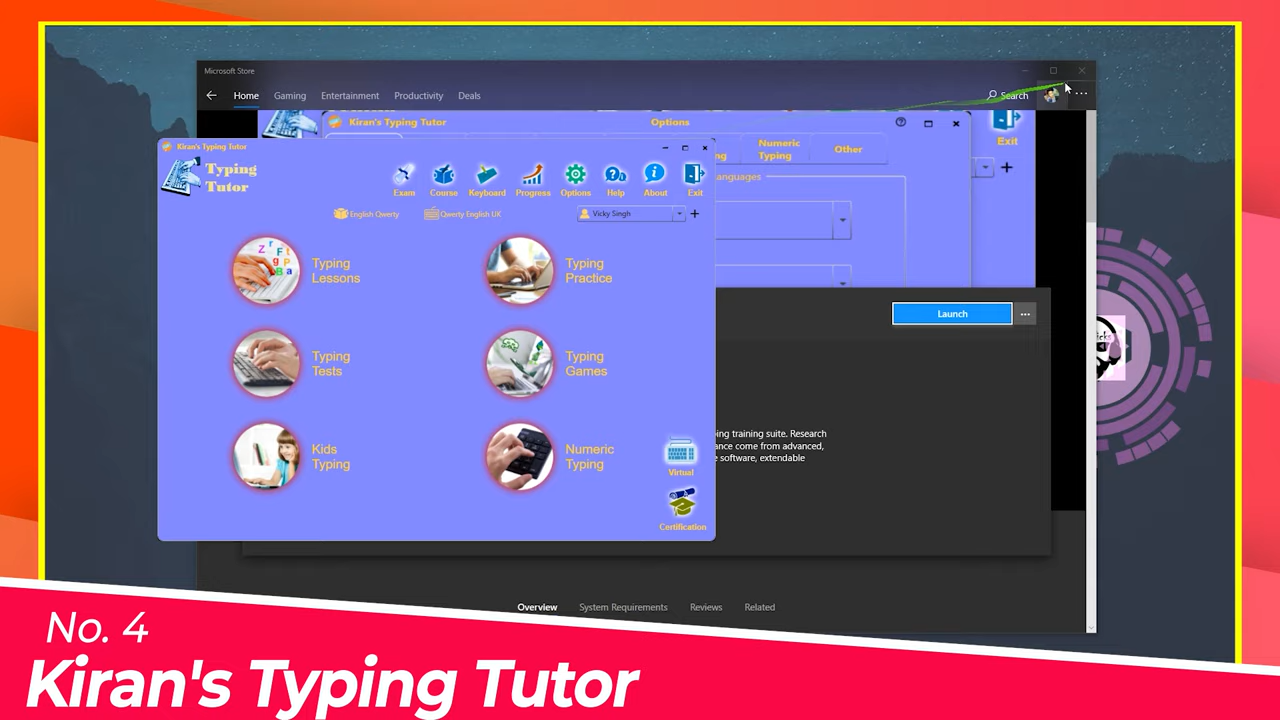 Microsoft Store
Home Gaming Entertainment Productivity Deals
Search
Kiran's Typing Tutor Options
Exit
Numeric
Typing
Other
ng
anguages
Kiran's Typing Tutor
Typing
Tutor
Exam Course Keyboard Progress Options Help About Exit
English Qwerty Qwerty English UK Vicky Singh
Typing
Lessons
Typing
Practice
Typing
Tests
Typing
Games
Kids
Typing
Numeric
Typing
Virtual
Certification
Launch
ing training suite. Research
ance come from advanced,
e software, extendable
Overview System Requirements Reviews Related
No. 4
Kiran's Typing Tutor